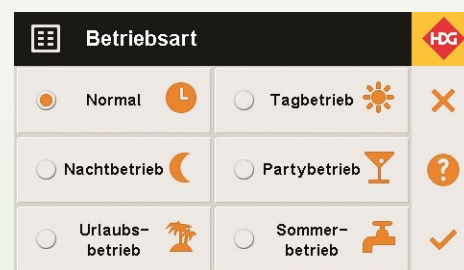 Betriebsart
HDG
Normal
Tagbetrieb
Nachtbetrieb
Partybetrieb
Urlaubs-
betrieb
Sommer-
betrieb